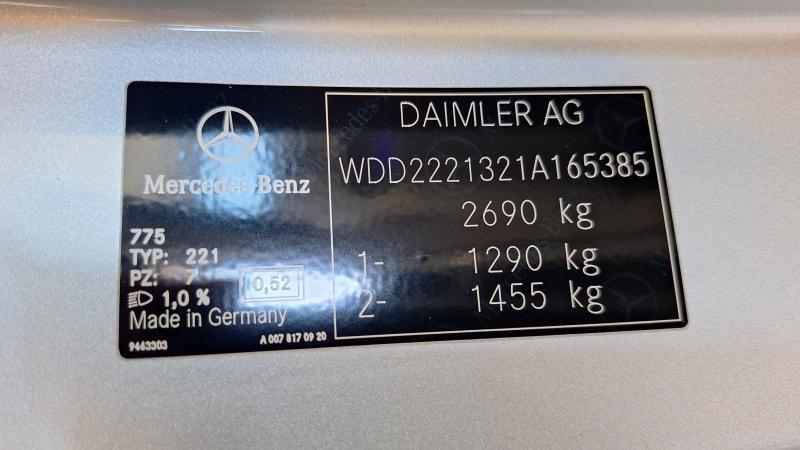 Mercedes-Benz
775
TYP: 221
PZ: 7
0,52
1,0 %
Made in Germany
9463303
A 007 817 09 20
DAIMLER AG
WDD2221321A165385
2690 kg
1- 1290 kg
2- 1455 kg